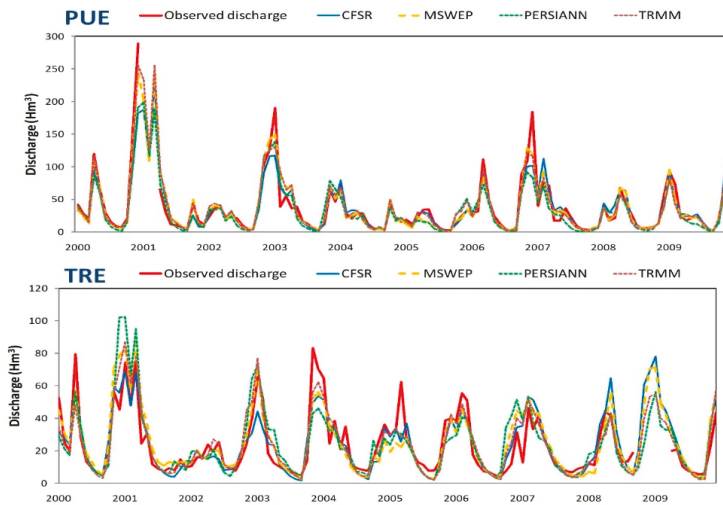 PUE
Observed discharge CFSR MSWEP PERSIANN TRMM
Discharge (Hm³)
300
250
200
150
100
50
0
2000 2001 2002 2003 2004 2005 2006 2007 2008 2009
TRE
Observed discharge CFSR MSWEP PERSIANN TRMM
Discharge (Hm³)
120
100
80
60
40
20
0
2000 2001 2002 2003 2004 2005 2006 2007 2008 2009